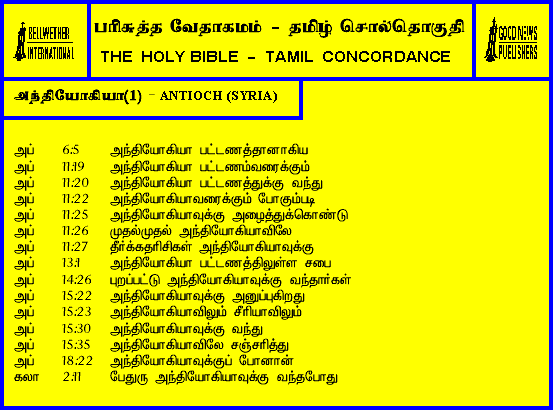 BELLWETHER
INTERNATIONAL
பரிசுத்த வேதாகமம் - தமிழ் சொல்தொகுதி
THE HOLY BIBLE - TAMIL CONCORDANCE
GOOD NEWS
PUBLISHERS
அந்தியோகியா(1) - ANTIOCH (SYRIA)
அப் 6:5 அந்தியோகியா பட்டணத்தானாகிய
அப் 11:19 அந்தியோகியா பட்டணம்வரைக்கும்
அப் 11:20 அந்தியோகியா பட்டணத்துக்கு வந்து
அப் 11:22 அந்தியோகியாவரைக்கும் போகும்படி
அப் 11:25 அந்தியோகியாவுக்கு அழைத்துக்கொண்டு
அப் 11:26 முதல்முதல் அந்தியோகியாவிலே
அப் 11:27 தீர்க்கதரிசிகள் அந்தியோகியாவுக்கு
அப் 13:1 அந்தியோகியா பட்டணத்திலுள்ள சபை
அப் 14:26 புறப்பட்டு அந்தியோகியாவுக்கு வந்தார்கள்
அப் 15:22 அந்தியோகியாவுக்கு அனுப்புகிறது
அப் 15:23 அந்தியோகியாவிலும் சீரியாவிலும்
அப் 15:30 அந்தியோகியாவுக்கு வந்து
அப் 15:35 அந்தியோகியாவிலே சஞ்சரித்து
அப் 18:22 அந்தியோகியாவுக்குப் போனான்
கலா 2:11 பேதுரு அந்தியோகியாவுக்கு வந்தபோது